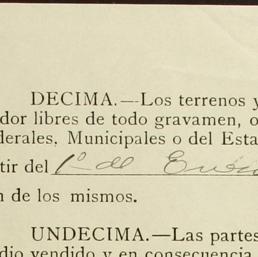 DECIMA.—Los terrenos y
dor libres de todo gravamen, o
derales, Municipales o del Esta
tir del 1º de Enero
n de los mismos.
UNDECIMA.—Las partes
dio vendido y en consecuencia